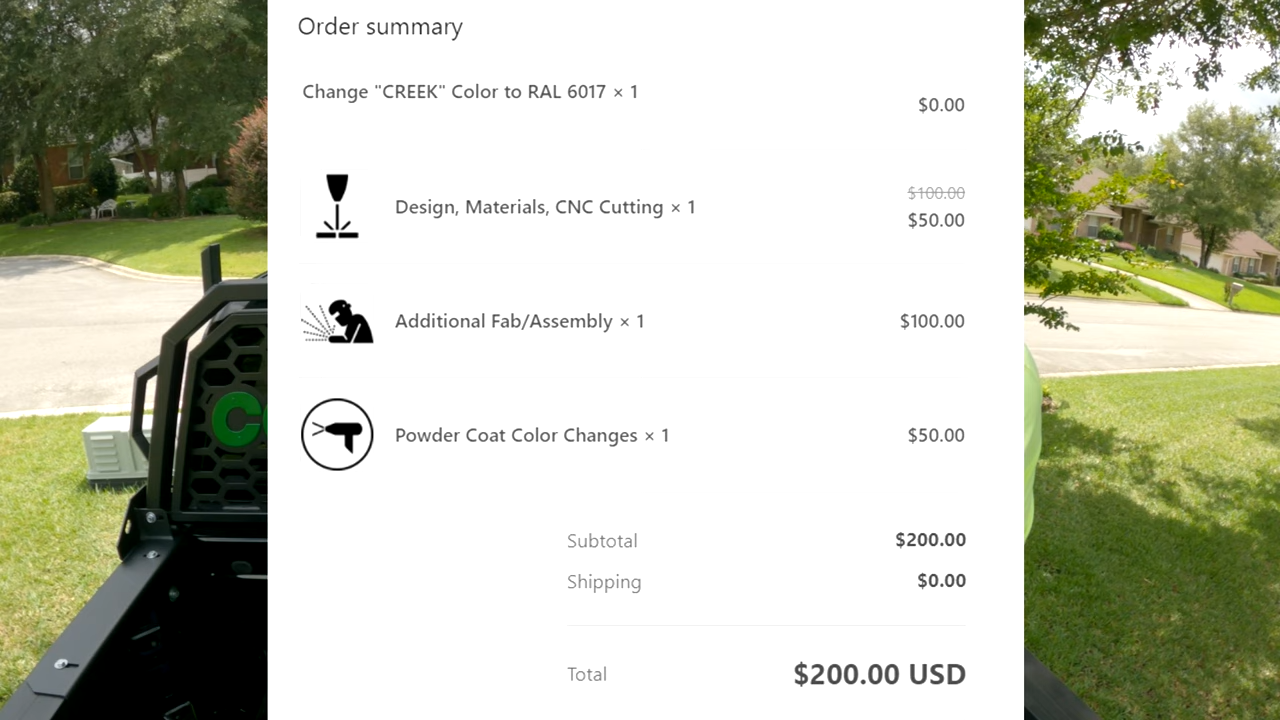 Order summary
Change "CREEK" Color to RAL 6017 × 1
$0.00
Design, Materials, CNC Cutting × 1
$100.00
$50.00
Additional Fab/Assembly × 1
$100.00
Powder Coat Color Changes × 1
$50.00
Subtotal
$200.00
Shipping
$0.00
Total
$200.00 USD